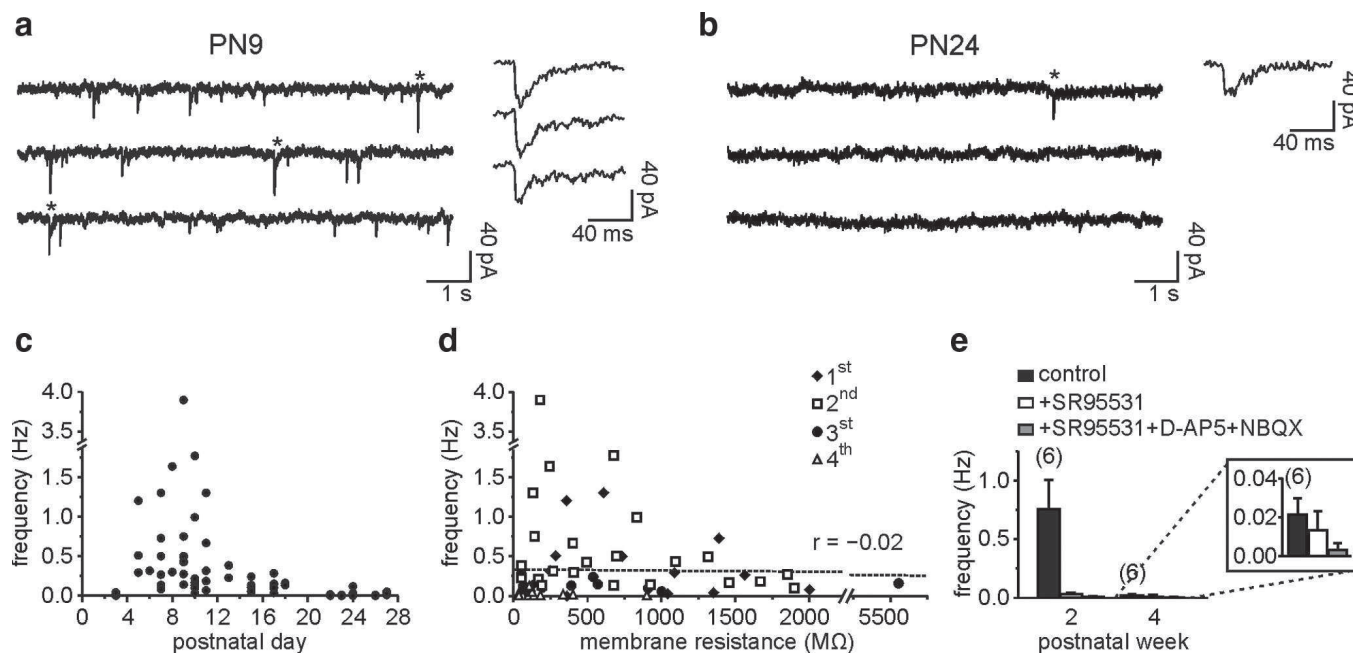 a
PN9
*
*
*
40 pA
40 ms
40 pA
1 s
b
PN24
*
40 pA
40 ms
40 pA
1 s
c
frequency (Hz)
4.0
3.5
1.5
1.0
0.5
0.0
0 4 8 12 16 20 24 28
postnatal day
d
frequency (Hz)
4.0
3.5
1.5
1.0
0.5
0.0
1st
2nd
3st
4th
r = −0.02
0 500 1000 1500 2000 5500
membrane resistance (MΩ)
e
control
+SR95531
+SR95531+D-AP5+NBQX
frequency (Hz)
1.0
0.5
0.0
(6)
(6)
2 4
postnatal week
0.04
0.02
0.00
(6)